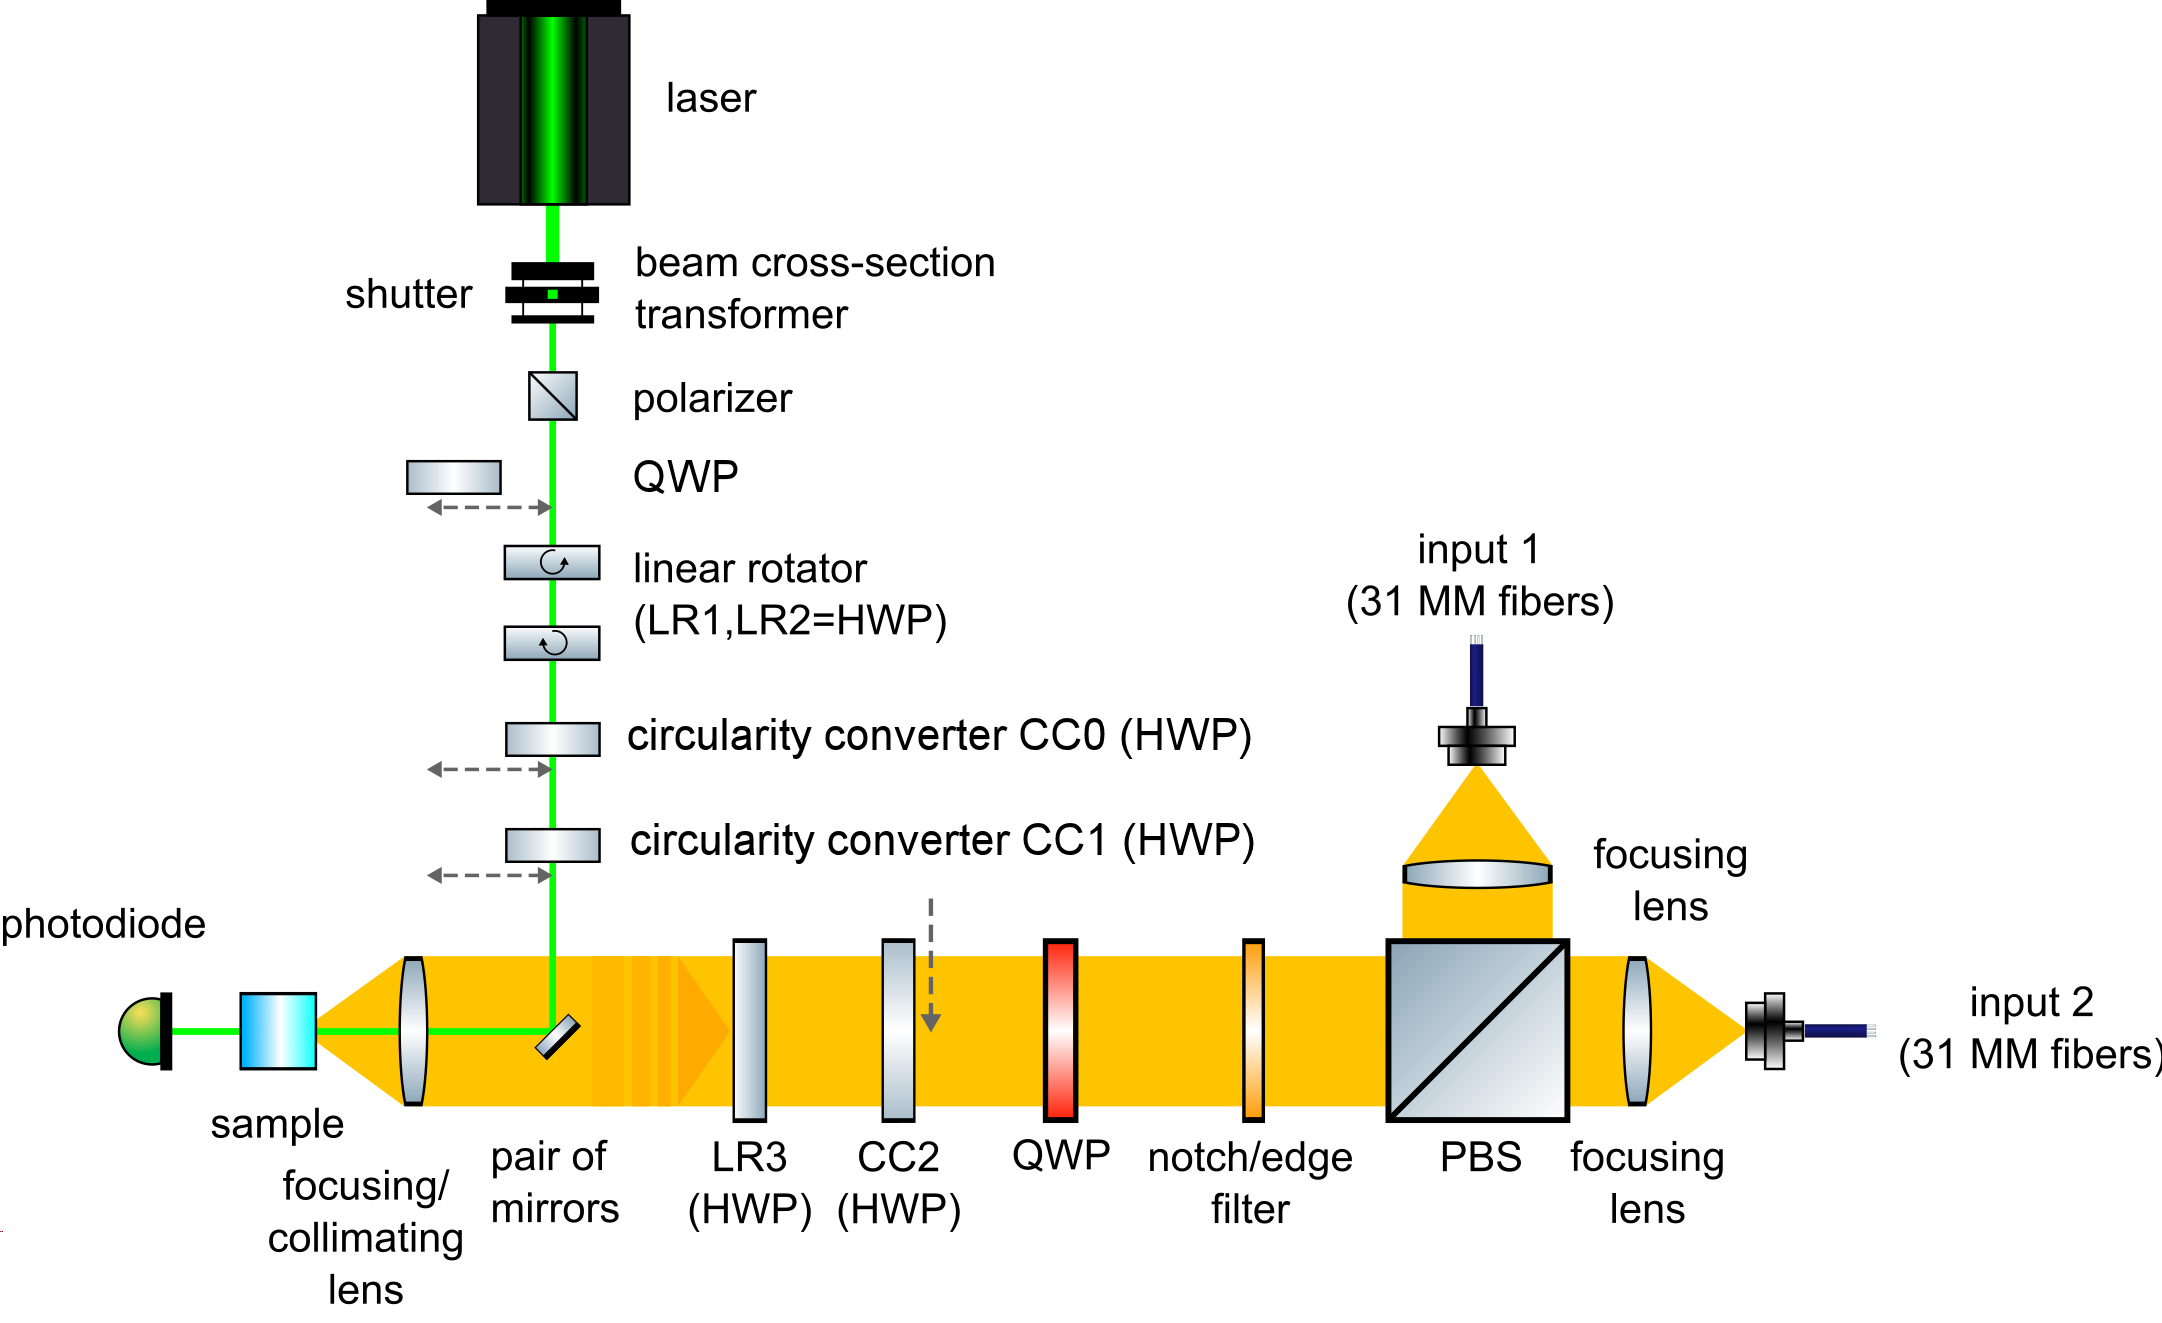 laser
beam cross-section
transformer
shutter
polarizer
QWP
linear rotator
(LR1,LR2=HWP)
circularity converter CC0 (HWP)
circularity converter CC1 (HWP)
input 1
(31 MM fibers)
focusing
lens
photodiode
input 2
(31 MM fibers)
sample
focusing/
collimating
lens
pair of
mirrors
LR3
(HWP)
CC2
(HWP)
QWP
notch/edge
filter
PBS
focusing
lens